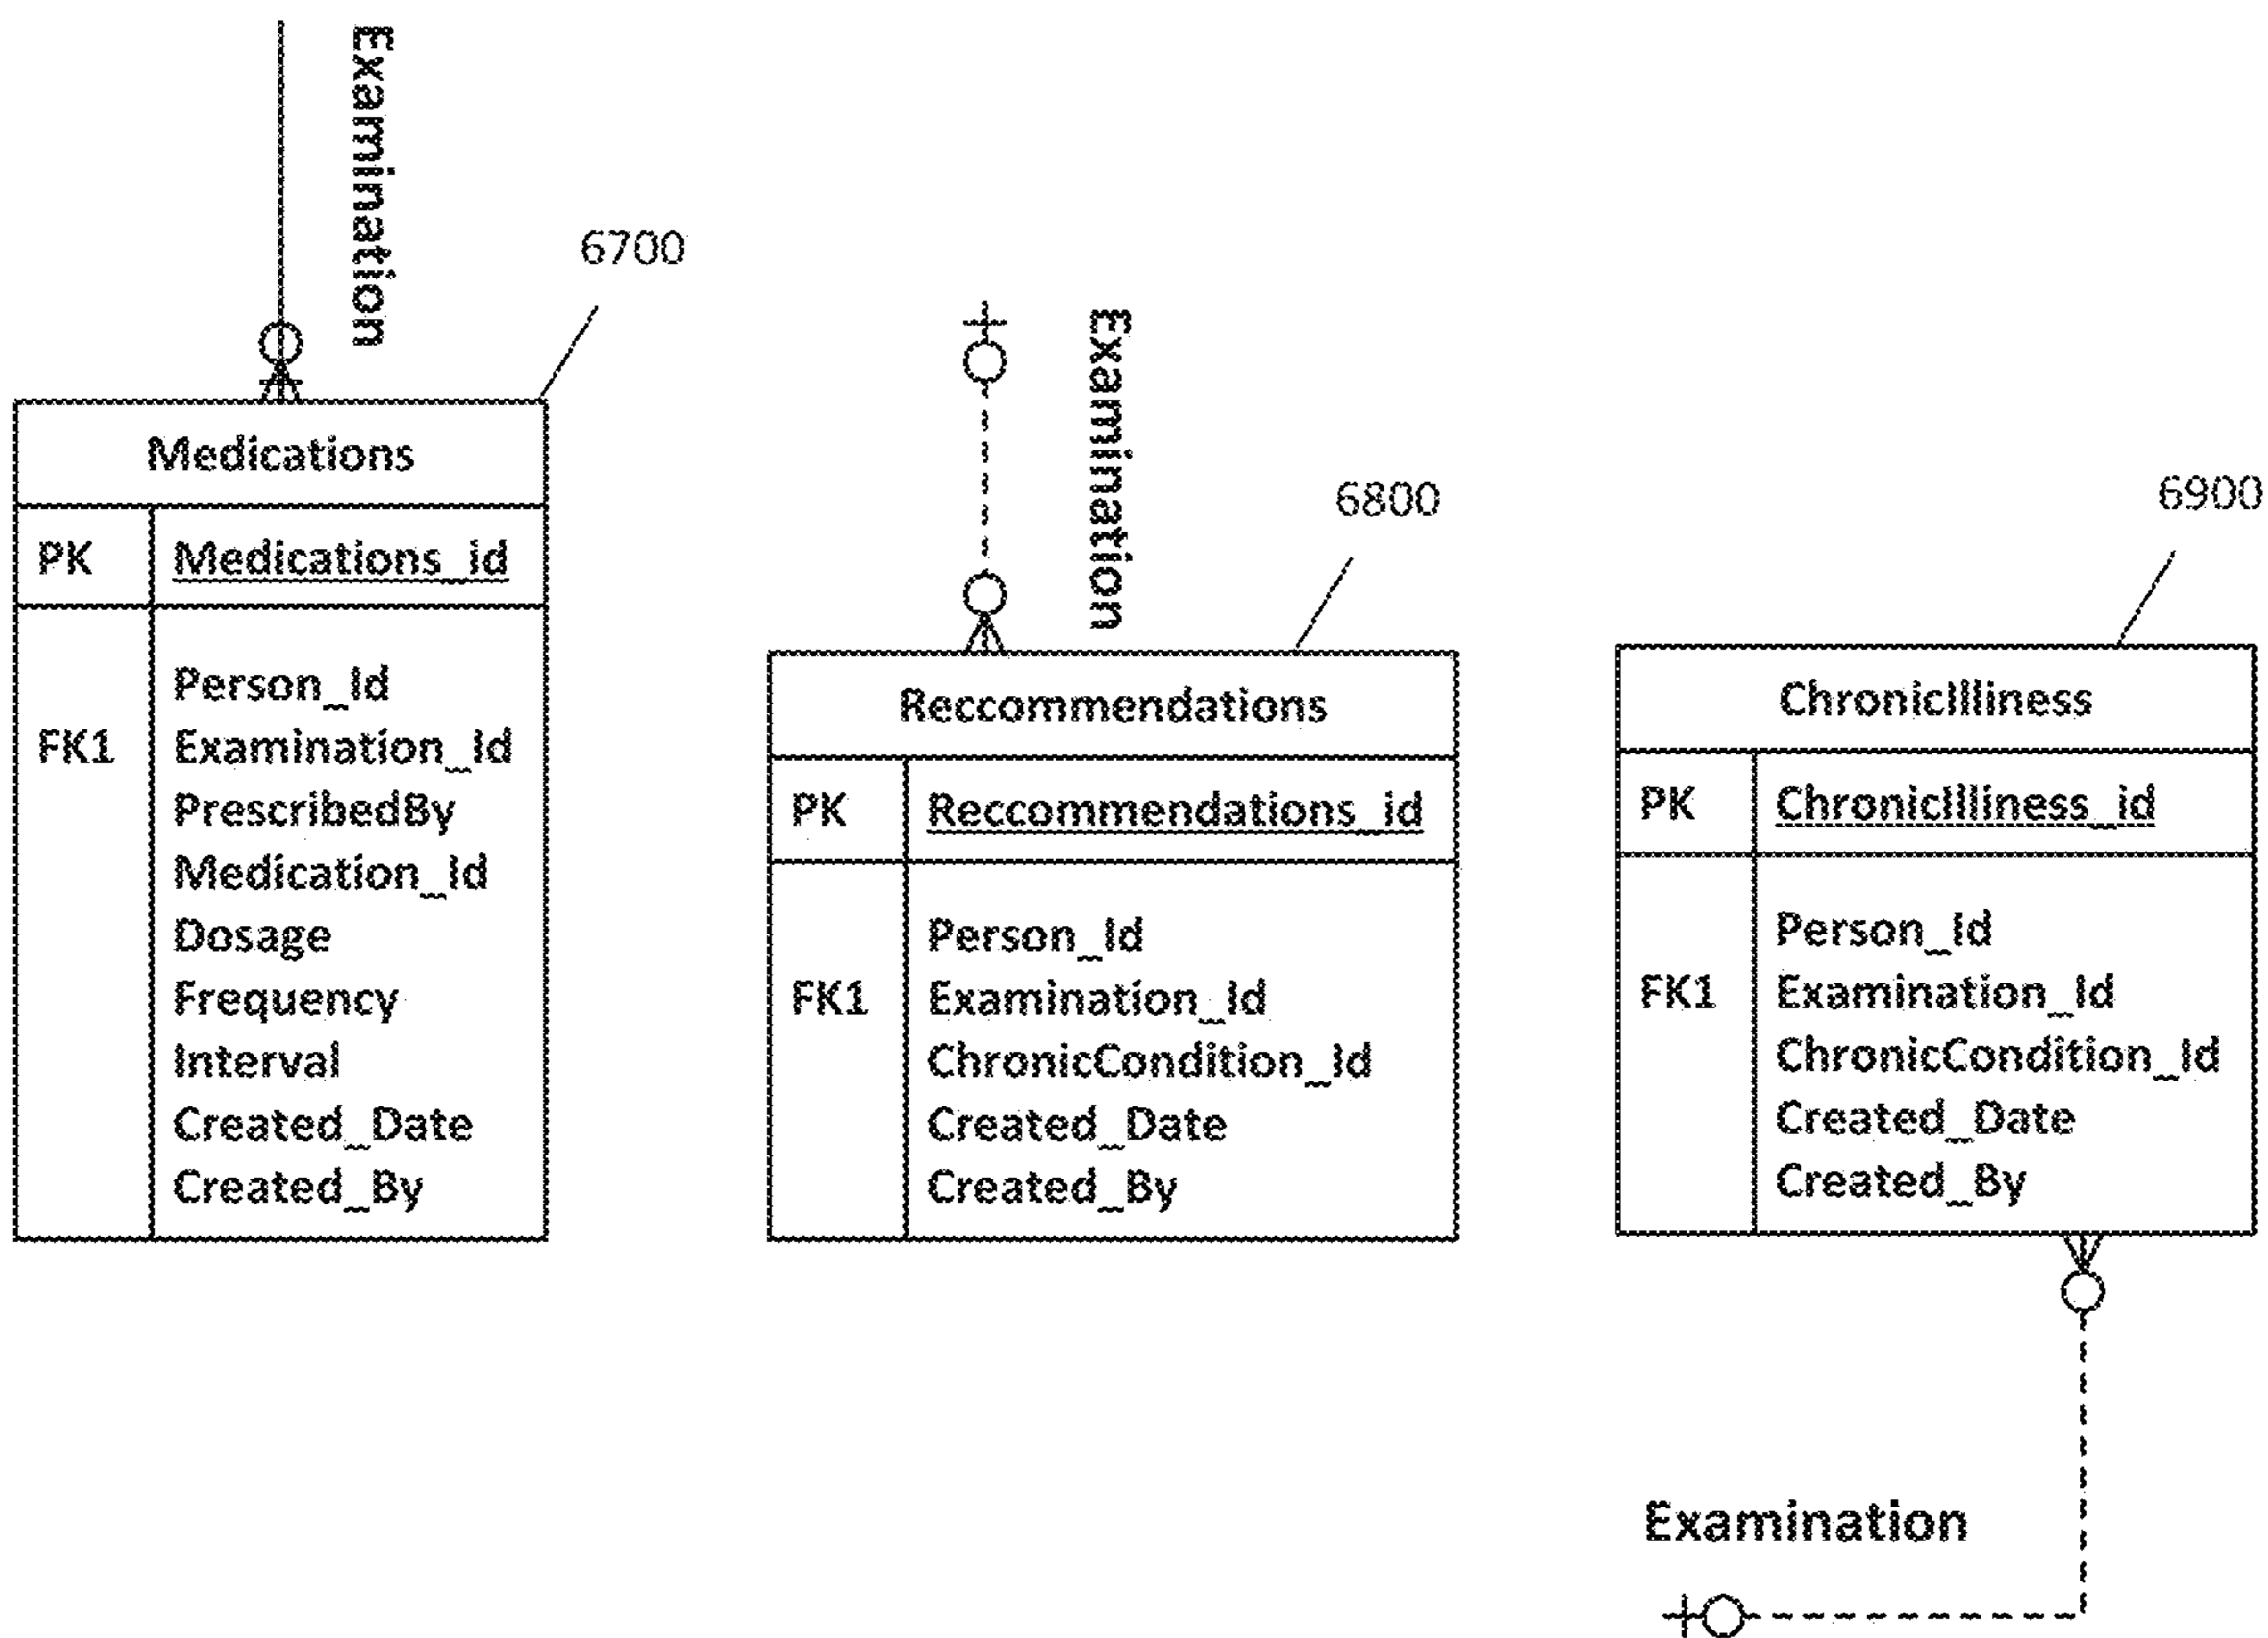 Examination
6700
Medications
PK Medications_id
Person_Id
FK1 Examination_Id
PrescribedBy
Medication_Id
Dosage
Frequency
Interval
Created_Date
Created_By
Examination
6800
Reccommendations
PK Reccommendations_id
Person_Id
FK1 Examination_Id
ChronicCondition_Id
Created_Date
Created_By
6900
ChronicIlliness
PK ChronicIlliness_id
Person_Id
FK1 Examination_Id
ChronicCondition_Id
Created_Date
Created_By
Examination